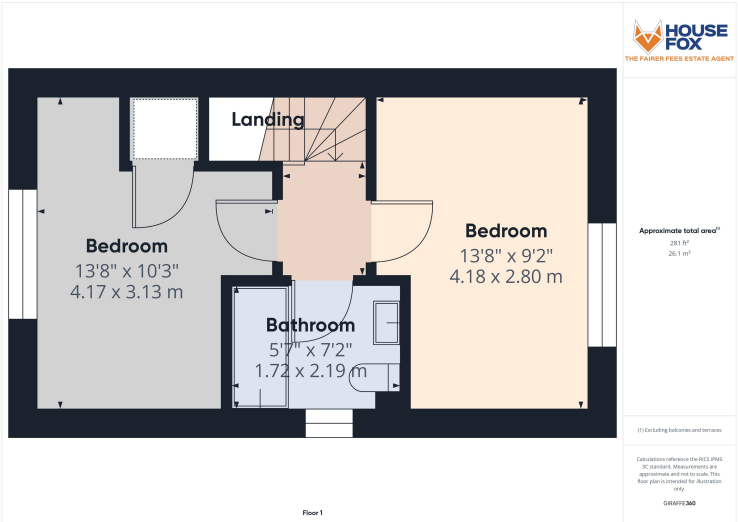 HOUSE
FOX
THE FAIRER FEES ESTATE AGENT
Landing
Bedroom
13'8" x 10'3"
4.17 x 3.13 m
Bedroom
13'8" x 9'2"
4.18 x 2.80 m
Bathroom
5'7" x 7'2"
1.72 x 2.19 m
Floor 1
Approximate total area⁽¹⁾
281 ft²
26.1 m²
(1) Excluding balconies and terraces
Calculations reference the RICS IPMS
3C standard. Measurements are
approximate and not to scale. This
floor plan is intended for illustration
only.
GIRAFFE360